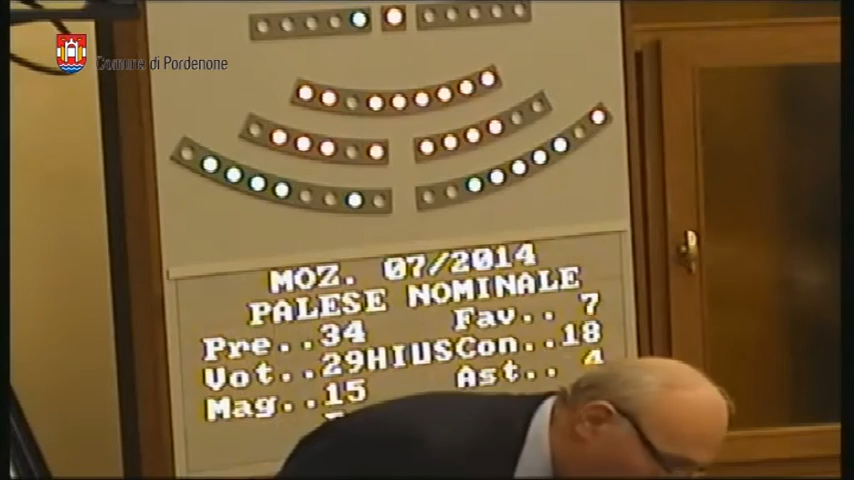 Comune di Pordenone
MOZ. 07/2014
PALESE NOMINALE
Pre..34 Fav.. 7
Vot..29HIUSCon..18
Mag..15 Ast.. 4